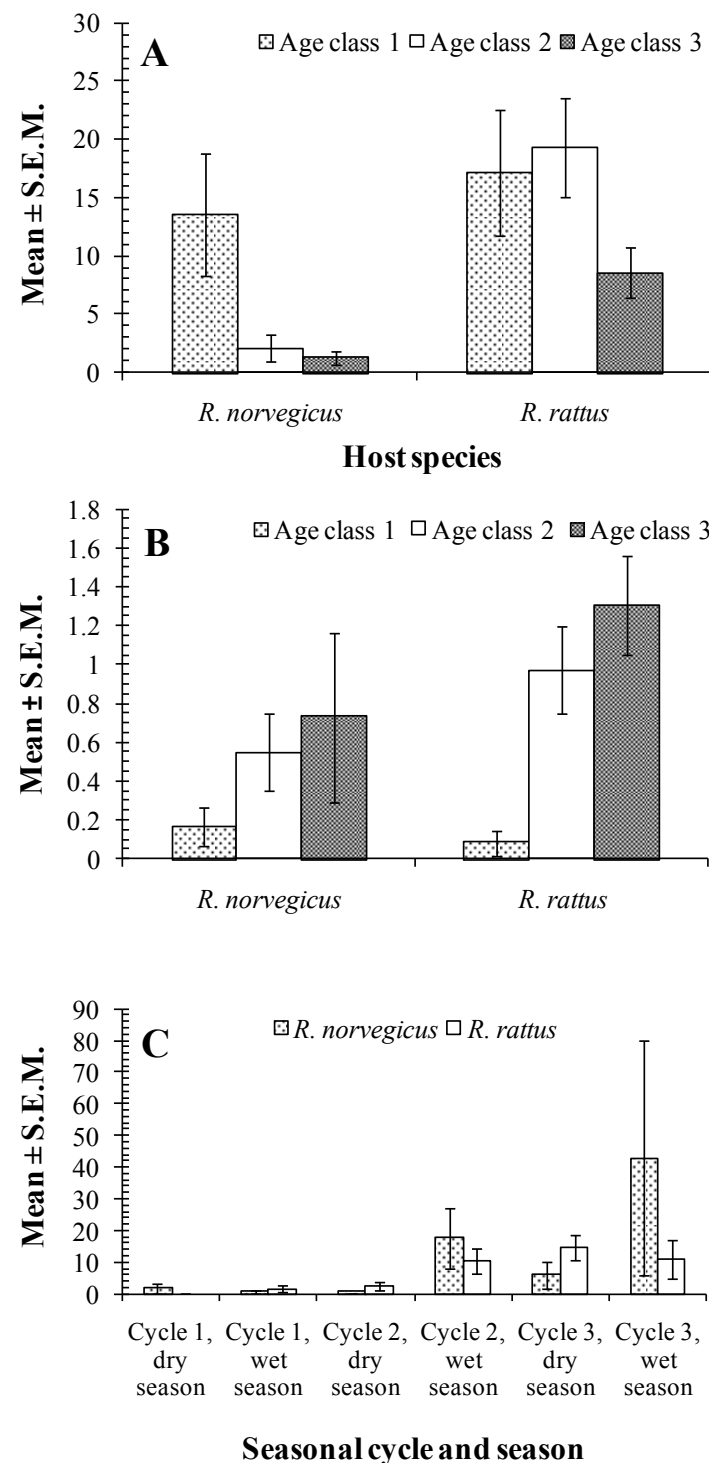 30
A
Age class 1 Age class 2 Age class 3
25
20
15
10
5
0
Mean ± S.E.M.
R. norvegicus R. rattus
Host species
1.8
B
Age class 1 Age class 2 Age class 3
1.6
1.4
1.2
1
0.8
0.6
0.4
0.2
0
Mean ± S.E.M.
R. norvegicus R. rattus
90
C
R. norvegicus R. rattus
80
70
60
50
40
30
20
10
0
Mean ± S.E.M.
Cycle 1, Cycle 1, Cycle 2, Cycle 2, Cycle 3, Cycle 3,
dry wet dry wet dry wet
season season season season season season
Seasonal cycle and season